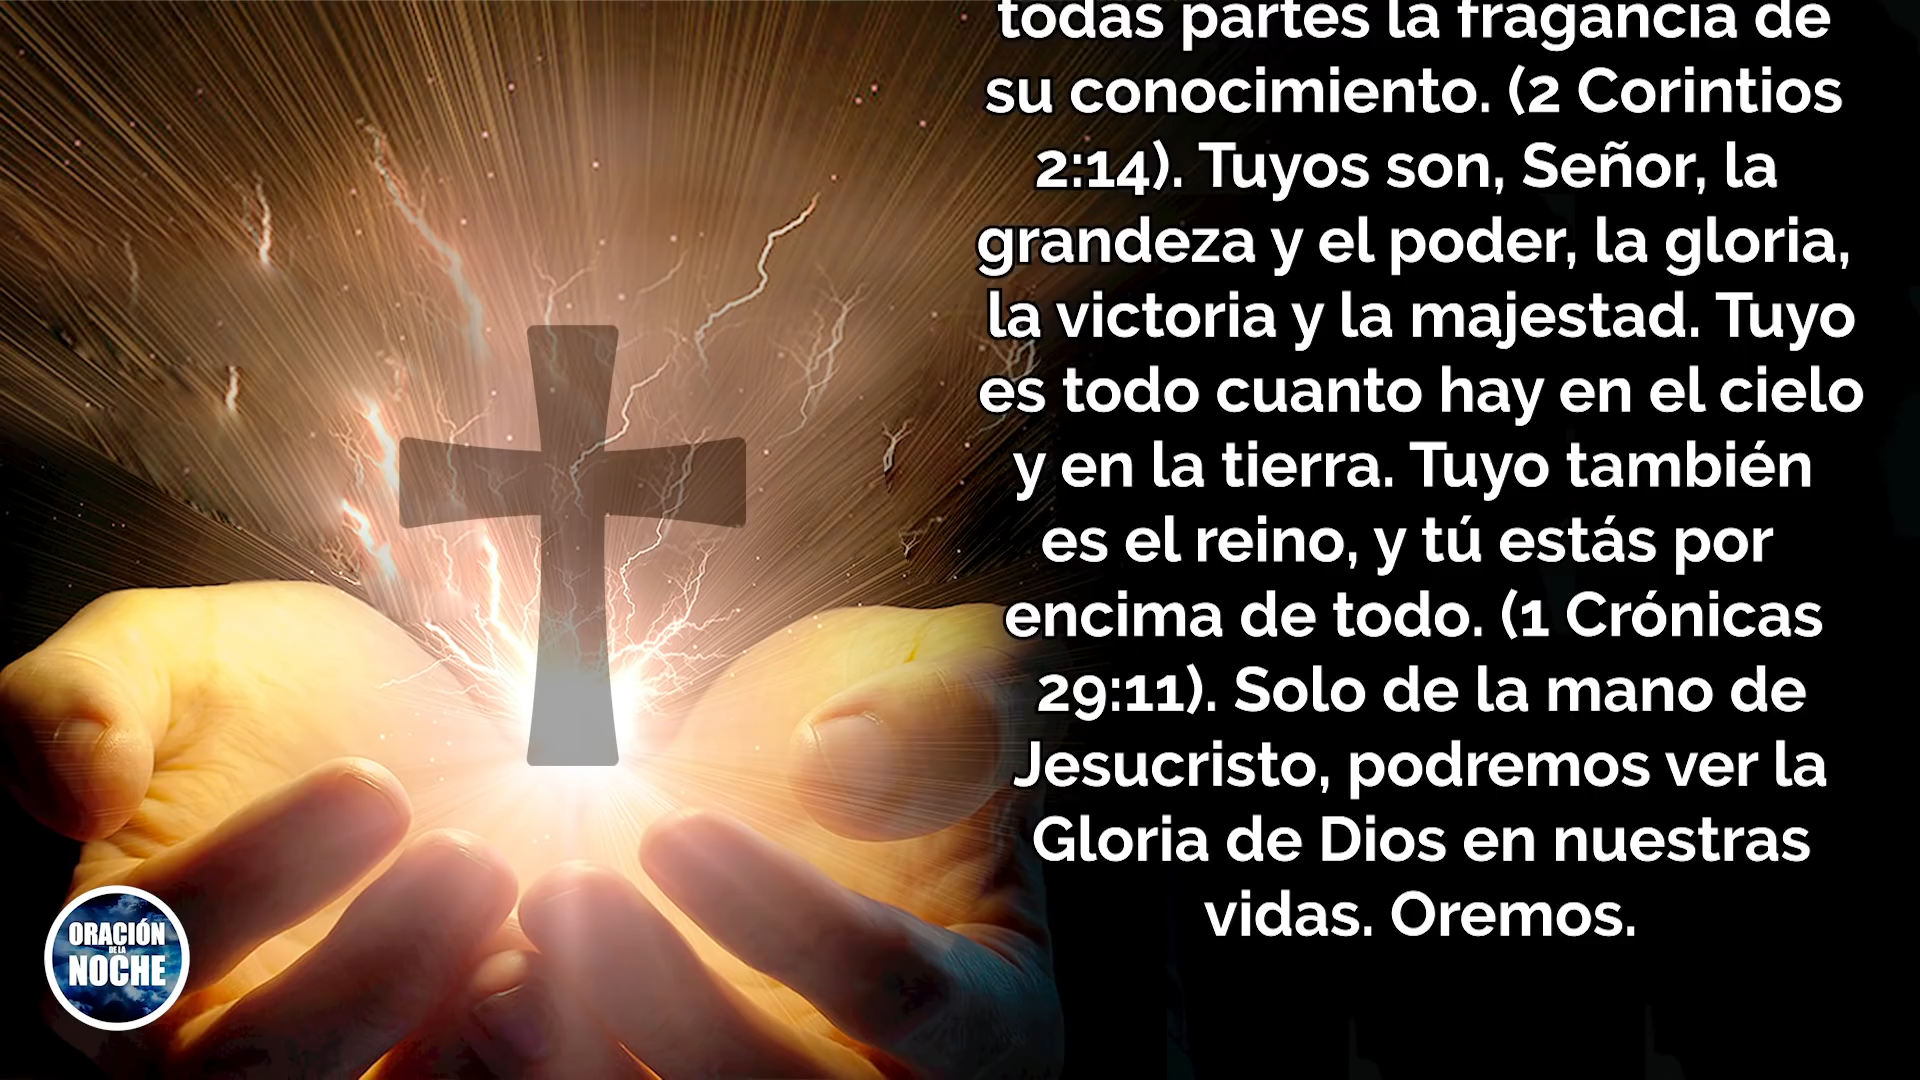 todas partes la fragancia de
su conocimiento. (2 Corintios
2:14). Tuyos son, Señor, la
grandeza y el poder, la gloria,
la victoria y la majestad. Tuyo
es todo cuanto hay en el cielo
y en la tierra. Tuyo también
es el reino, y tú estás por
encima de todo. (1 Crónicas
29:11). Solo de la mano de
Jesucristo, podremos ver la
Gloria de Dios en nuestras
vidas. Oremos.
ORACIÓN
DE LA
NOCHE